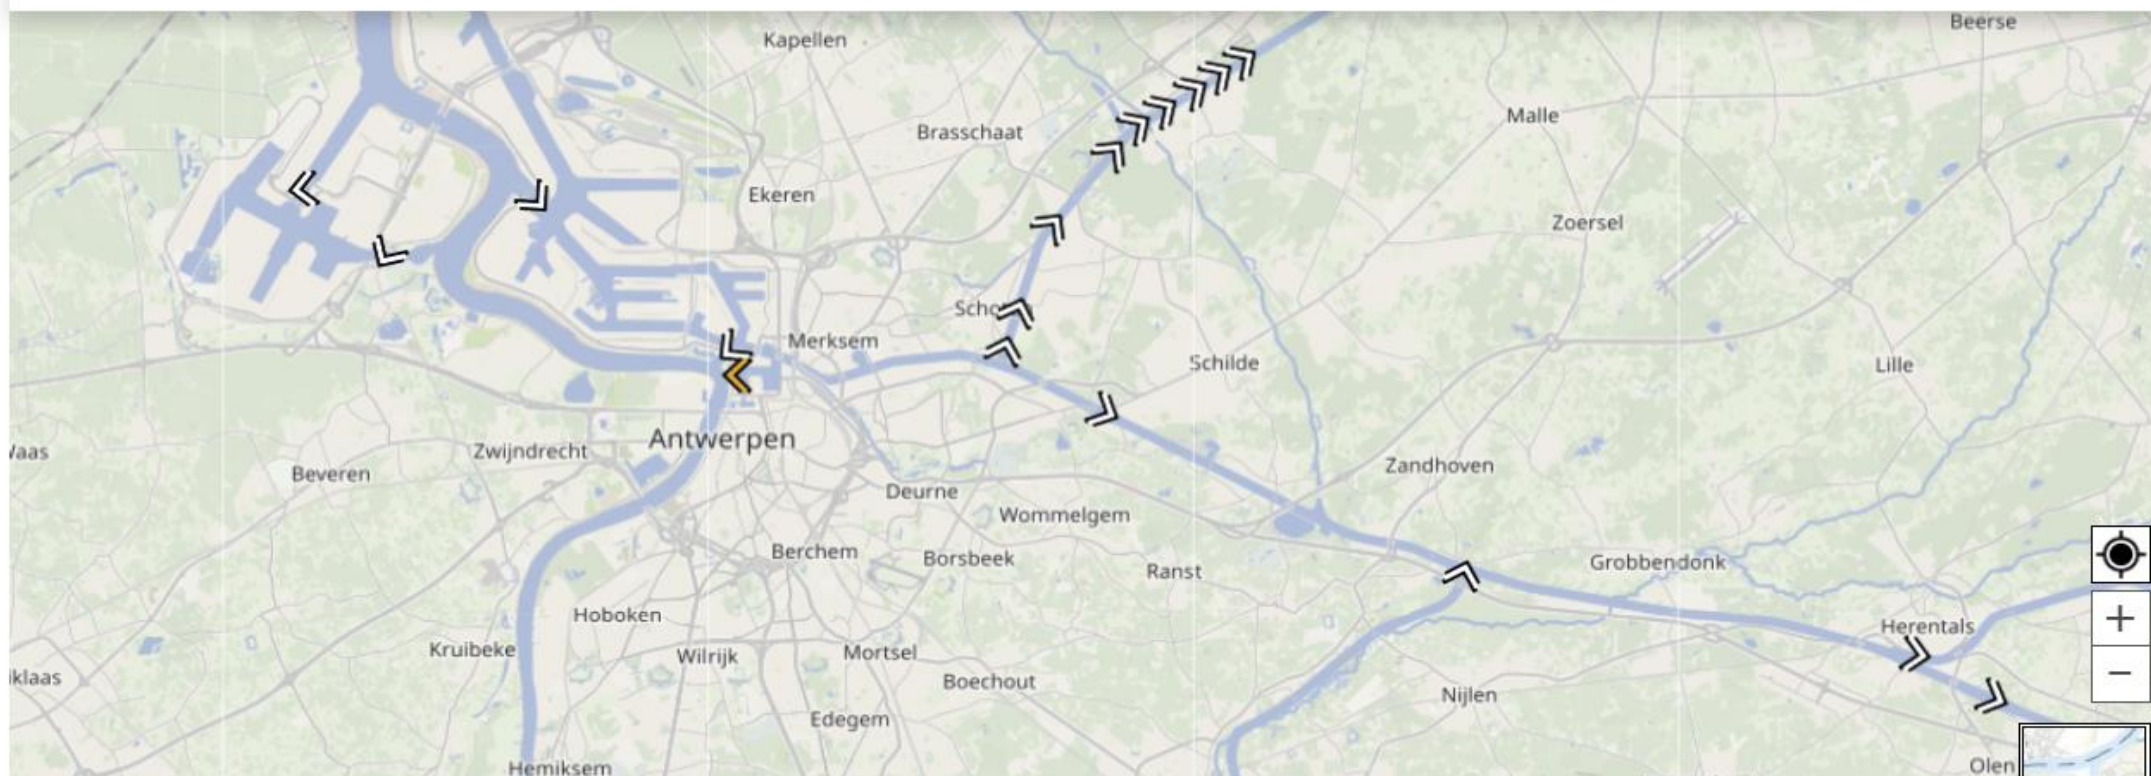 Beerse
Kapellen
Malle
Brasschaat
Ekeren
Zoersel
Merksem
Schilde
Lille
Antwerpen
Zwijndrecht
Beveren
Zandhoven
Deurne
Wommelgem
Berchem
Borsbeek
Ranst
Grobbendonk
Hoboken
Herentals
Kruibeke
Wilrijk
Mortsel
iklaas
Boechout
Nijlen
Edegem
Hemiksem
Olen
+
−